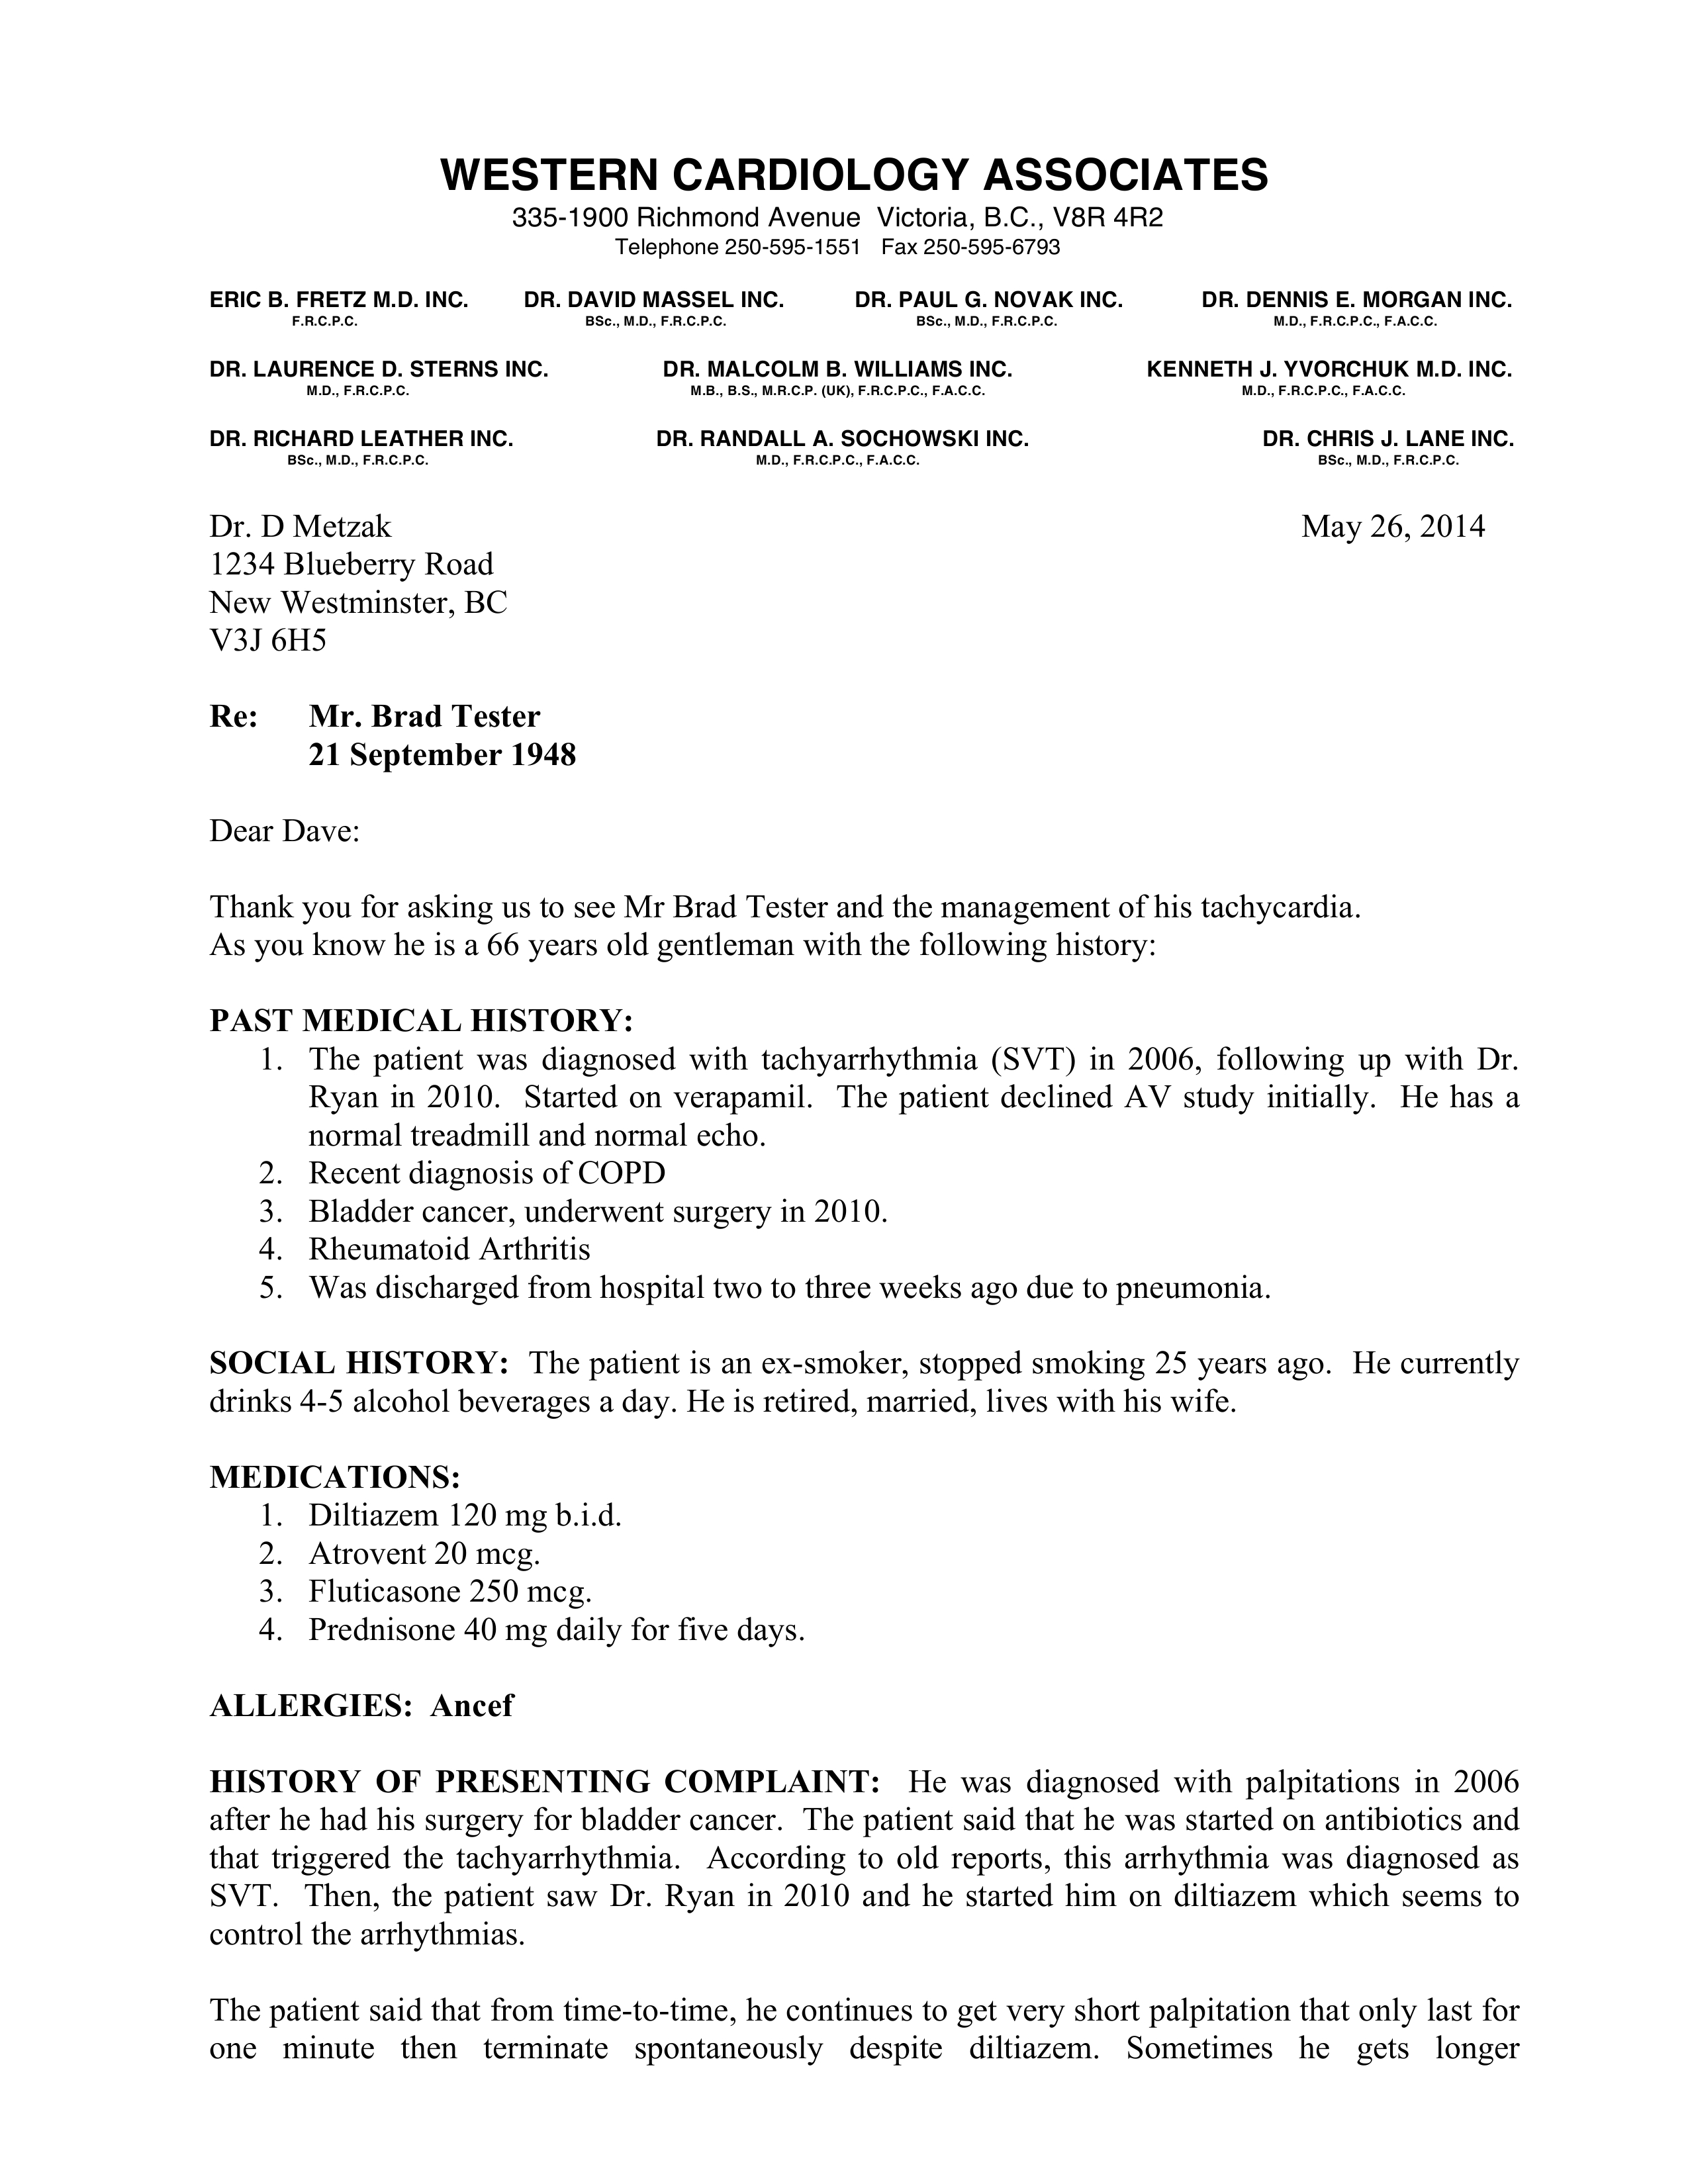 WESTERN CARDIOLOGY ASSOCIATES
335-1900 Richmond Avenue  Victoria, B.C., V8R 4R2
Telephone 250-595-1551   Fax 250-595-6793
ERIC B. FRETZ M.D. INC.   DR. DAVID MASSEL INC.   DR. PAUL G. NOVAK INC.   DR. DENNIS E. MORGAN INC.
F.R.C.P.C.   BSc., M.D., F.R.C.P.C.   BSc., M.D., F.R.C.P.C.   M.D., F.R.C.P.C., F.A.C.C.
DR. LAURENCE D. STERNS INC.   DR. MALCOLM B. WILLIAMS INC.   KENNETH J. YVORCHUK M.D. INC.
M.D., F.R.C.P.C.   M.B., B.S., M.R.C.P. (UK), F.R.C.P.C., F.A.C.C.   M.D., F.R.C.P.C., F.A.C.C.
DR. RICHARD LEATHER INC.   DR. RANDALL A. SOCHOWSKI INC.   DR. CHRIS J. LANE INC.
BSc., M.D., F.R.C.P.C.   M.D., F.R.C.P.C., F.A.C.C.   BSc., M.D., F.R.C.P.C.
Dr. D Metzak   May 26, 2014
1234 Blueberry Road
New Westminster, BC
V3J 6H5
Re:   Mr. Brad Tester
21 September 1948
Dear Dave:
Thank you for asking us to see Mr Brad Tester and the management of his tachycardia.
As you know he is a 66 years old gentleman with the following history:
PAST MEDICAL HISTORY:
1. The patient was diagnosed with tachyarrhythmia (SVT) in 2006, following up with Dr.
Ryan in 2010.  Started on verapamil.  The patient declined AV study initially.  He has a
normal treadmill and normal echo.
2. Recent diagnosis of COPD
3. Bladder cancer, underwent surgery in 2010.
4. Rheumatoid Arthritis
5. Was discharged from hospital two to three weeks ago due to pneumonia.
SOCIAL HISTORY:  The patient is an ex-smoker, stopped smoking 25 years ago.  He currently
drinks 4-5 alcohol beverages a day. He is retired, married, lives with his wife.
MEDICATIONS:
1. Diltiazem 120 mg b.i.d.
2. Atrovent 20 mcg.
3. Fluticasone 250 mcg.
4. Prednisone 40 mg daily for five days.
ALLERGIES:  Ancef
HISTORY OF PRESENTING COMPLAINT:  He was diagnosed with palpitations in 2006
after he had his surgery for bladder cancer.  The patient said that he was started on antibiotics and
that triggered the tachyarrhythmia.  According to old reports, this arrhythmia was diagnosed as
SVT.  Then, the patient saw Dr. Ryan in 2010 and he started him on diltiazem which seems to
control the arrhythmias.
The patient said that from time-to-time, he continues to get very short palpitation that only last for
one minute then terminate spontaneously despite diltiazem. Sometimes he gets longer